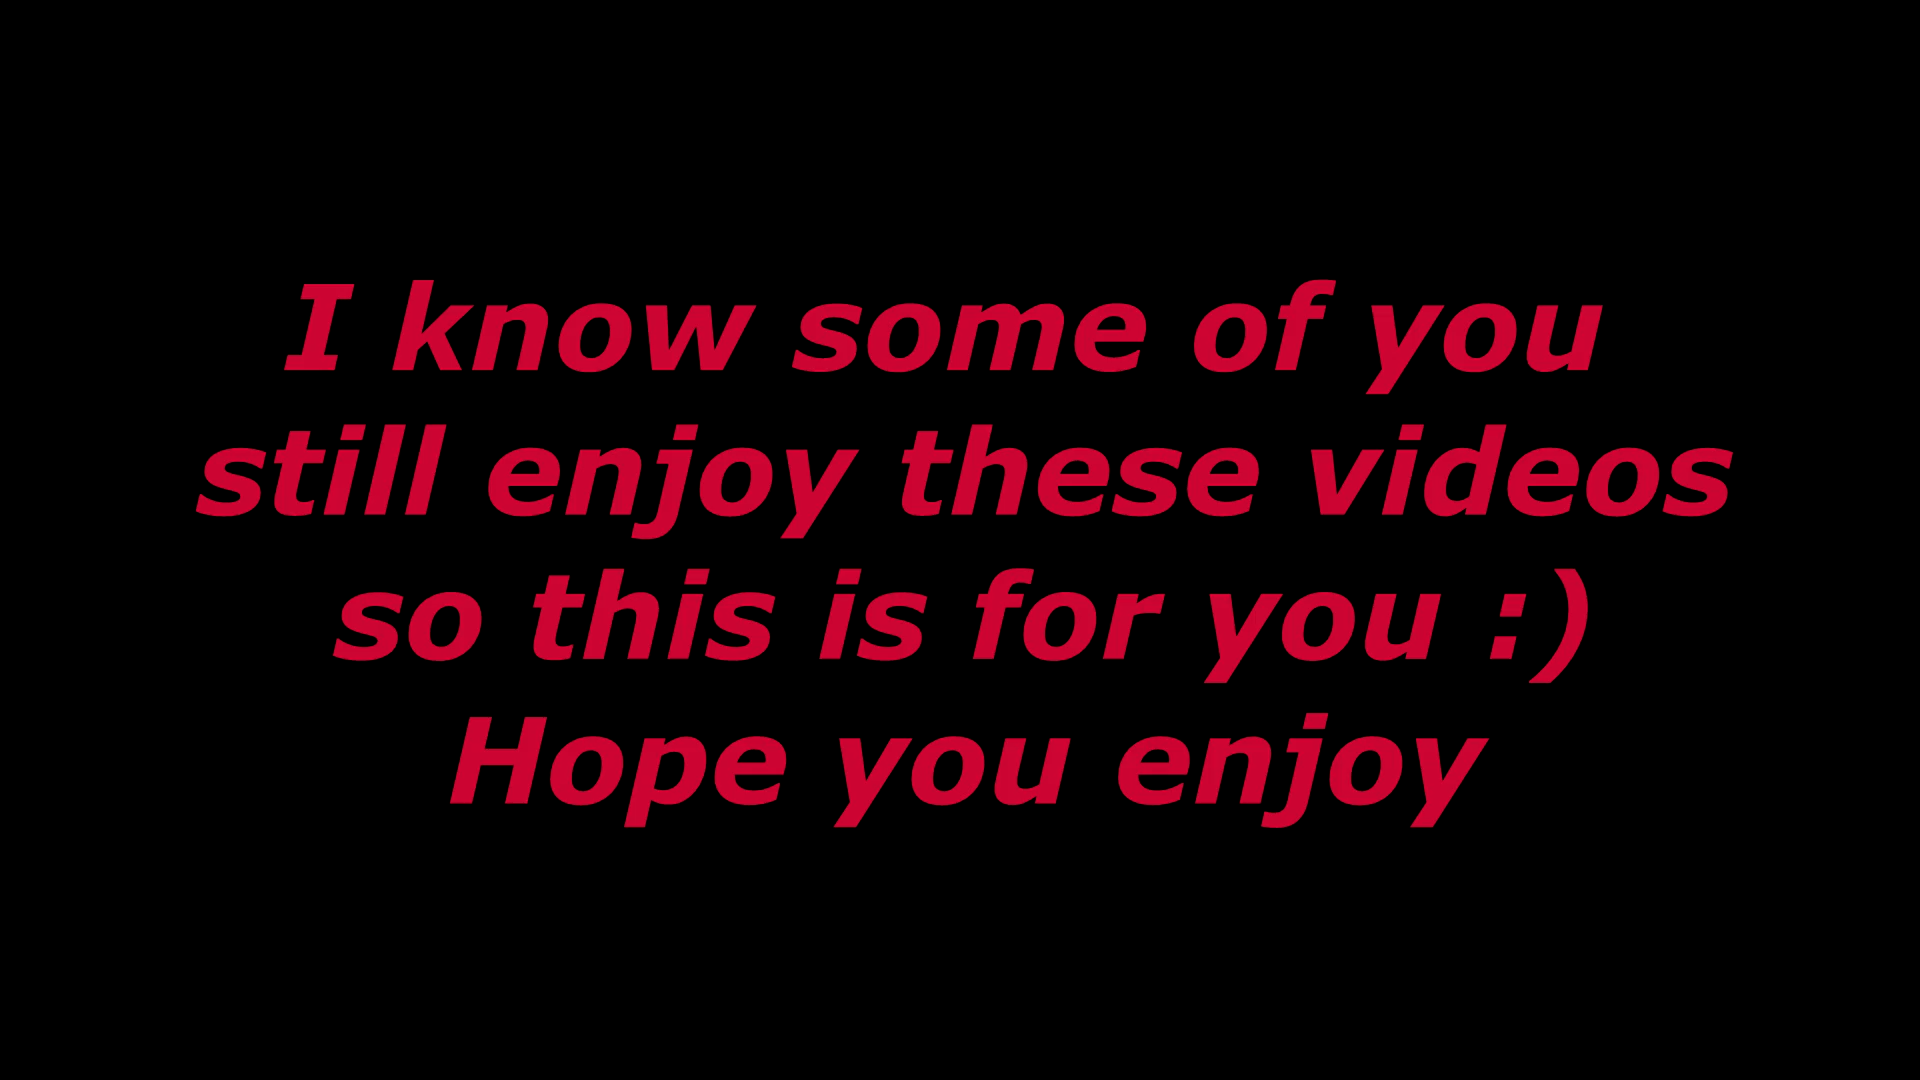 I know some of you
still enjoy these videos
so this is for you :)
Hope you enjoy